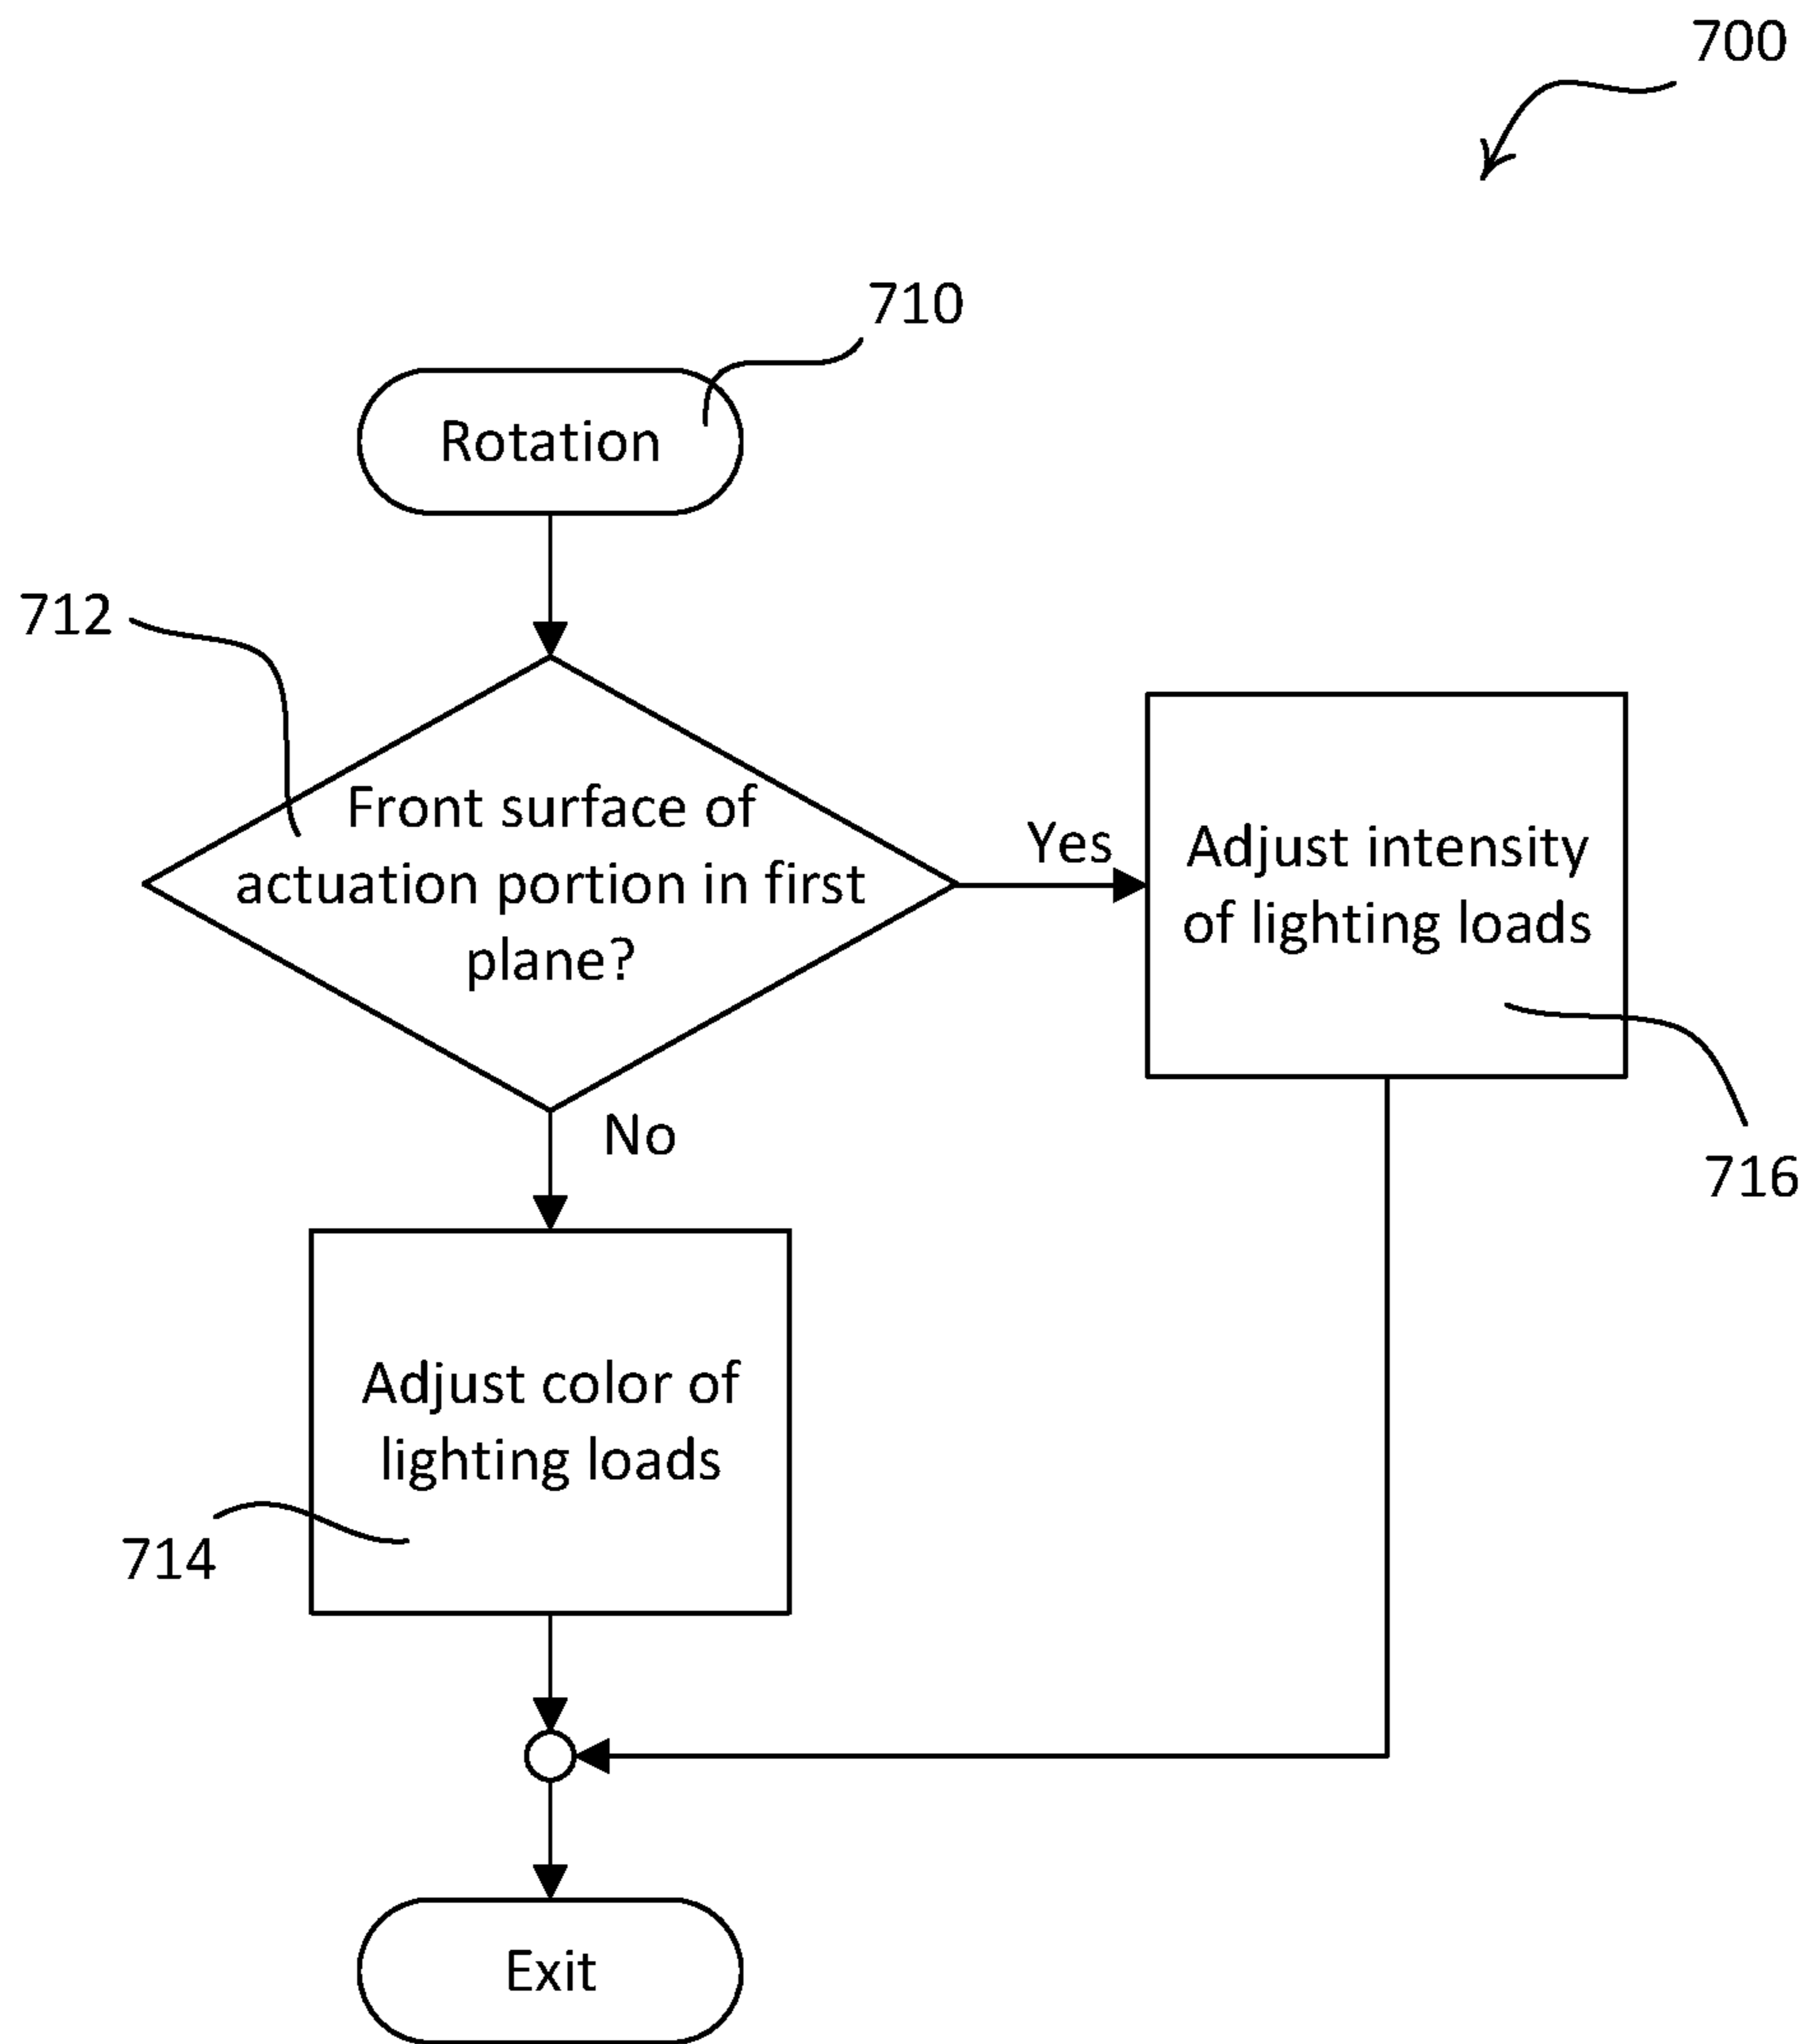 700
710
Rotation
712
Front surface of
actuation portion in first
plane?
Yes
Adjust intensity
of lighting loads
716
No
Adjust color of
lighting loads
714
Exit